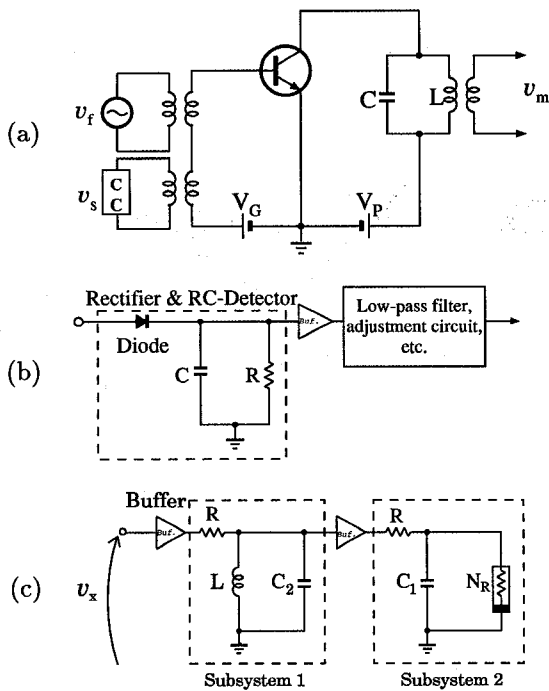 (a)
v_f
v_s
C
C
V_G
V_P
C
L
v_m
(b)
Rectifier & RC-Detector
Diode
C
R
Buf.
Low-pass filter,
adjustment circuit,
etc.
(c)
Buffer
v_x
Buf.
R
L
C_2
Subsystem 1
Buf.
R
C_1
N_R
Subsystem 2